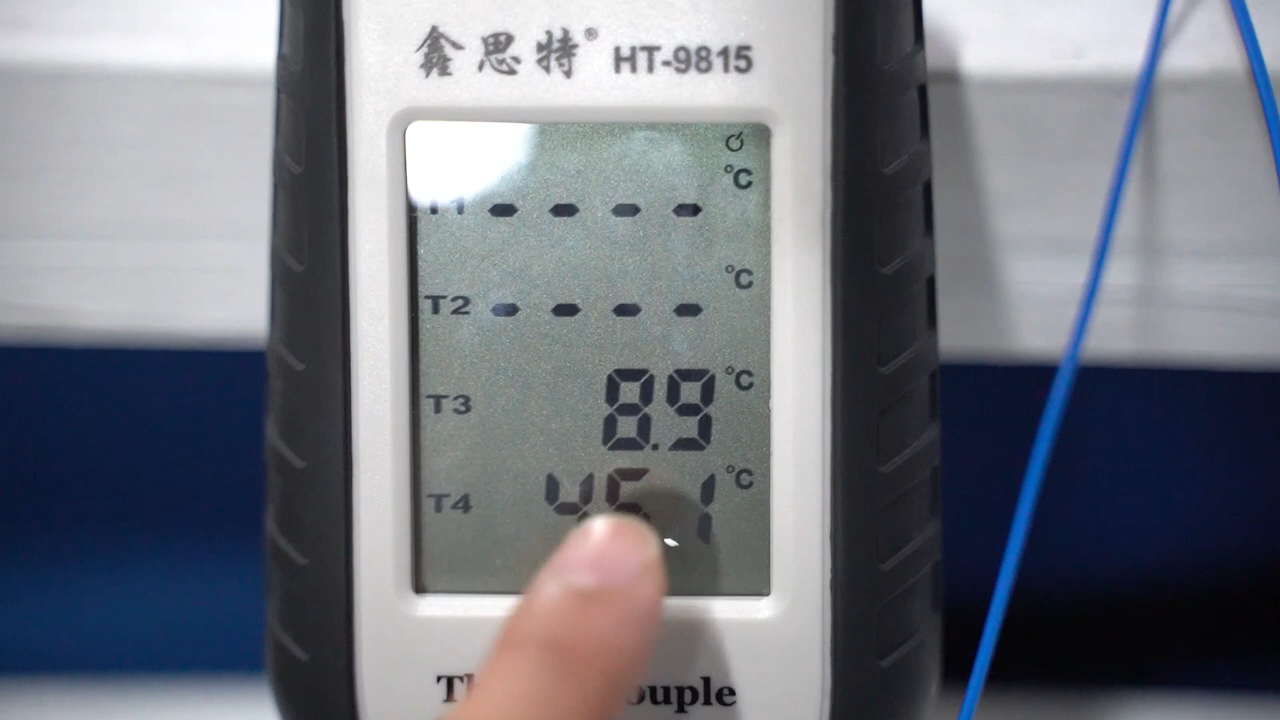 鑫思特® HT-9815
°C
T1 - - - -
°C
T2 - - - -
T3 8.9 °C
T4 °C